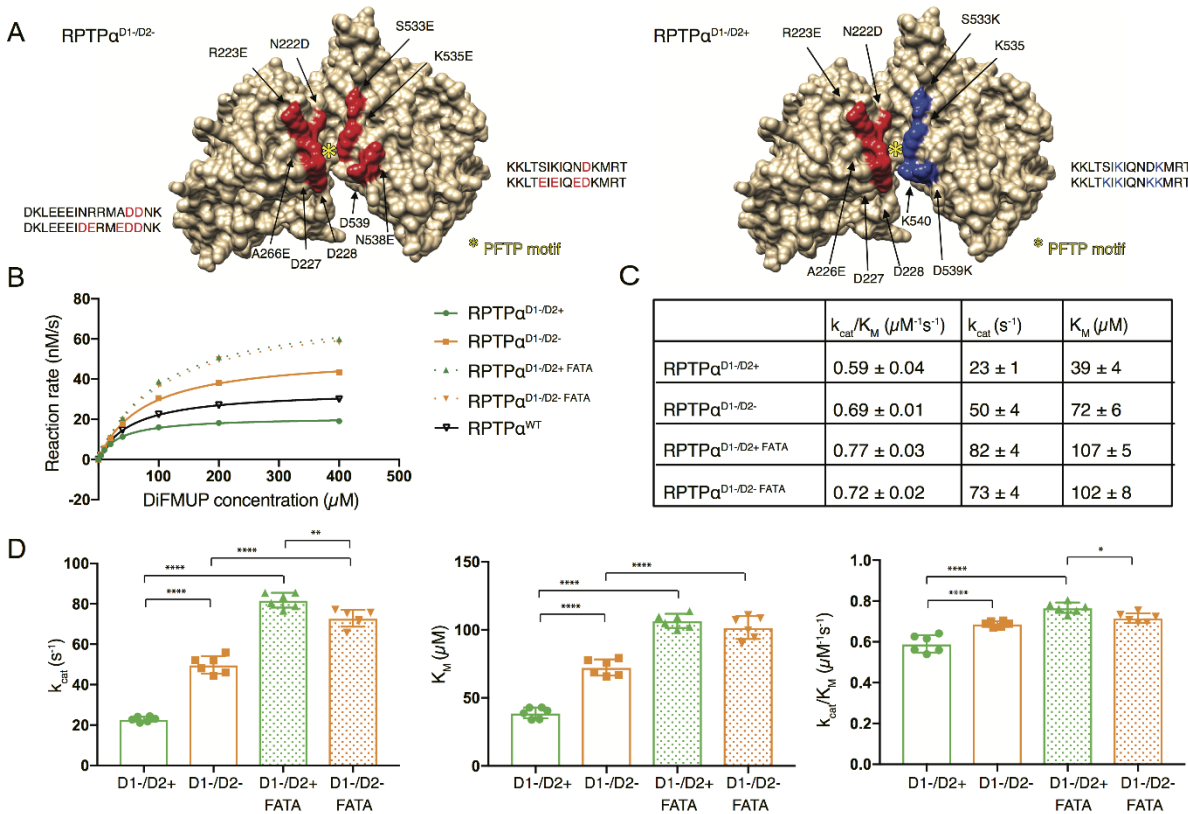 A
RPTPα^D1-/D2-
R223E
N222D
S533E
K535E
KKLTSIKIQNDKMRT
KKLTEIEIQEDKMRT
DKLEEEINRRMADDNK
DKLEEEIDERMEDDNK
A266E
D227
D228
D539
N538E
* PFTP motif
RPTPα^D1-/D2+
R223E
N222D
S533K
K535
KKLTSIKIQNDKMRT
KKLTKIKIQNKKMRT
K540
A226E
D227
D228
D539K
* PFTP motif
B
Reaction rate (nM/s)
80
60
40
20
0
-20
100
200
300
400
500
DiFMUP concentration (µM)
RPTPα^D1-/D2+
RPTPα^D1-/D2-
RPTPα^D1-/D2+ FATA
RPTPα^D1-/D2- FATA
RPTPα^WT
C
k_cat/K_M (µM⁻¹s⁻¹) k_cat (s⁻¹) K_M (µM)
RPTPα^D1-/D2+ 0.59 ± 0.04 23 ± 1 39 ± 4
RPTPα^D1-/D2- 0.69 ± 0.01 50 ± 4 72 ± 6
RPTPα^D1-/D2+ FATA 0.77 ± 0.03 82 ± 4 107 ± 5
RPTPα^D1-/D2- FATA 0.72 ± 0.02 73 ± 4 102 ± 8
D
k_cat (s⁻¹)
100
80
60
40
20
0
****
****
****
**
D1-/D2+
D1-/D2-
D1-/D2+ FATA
D1-/D2- FATA
K_M (µM)
150
100
50
0
****
****
****
D1-/D2+
D1-/D2-
D1-/D2+ FATA
D1-/D2- FATA
k_cat/K_M (µM⁻¹s⁻¹)
1.0
0.8
0.6
0.4
0.2
0.0
****
****
*
D1-/D2+
D1-/D2-
D1-/D2+ FATA
D1-/D2- FATA